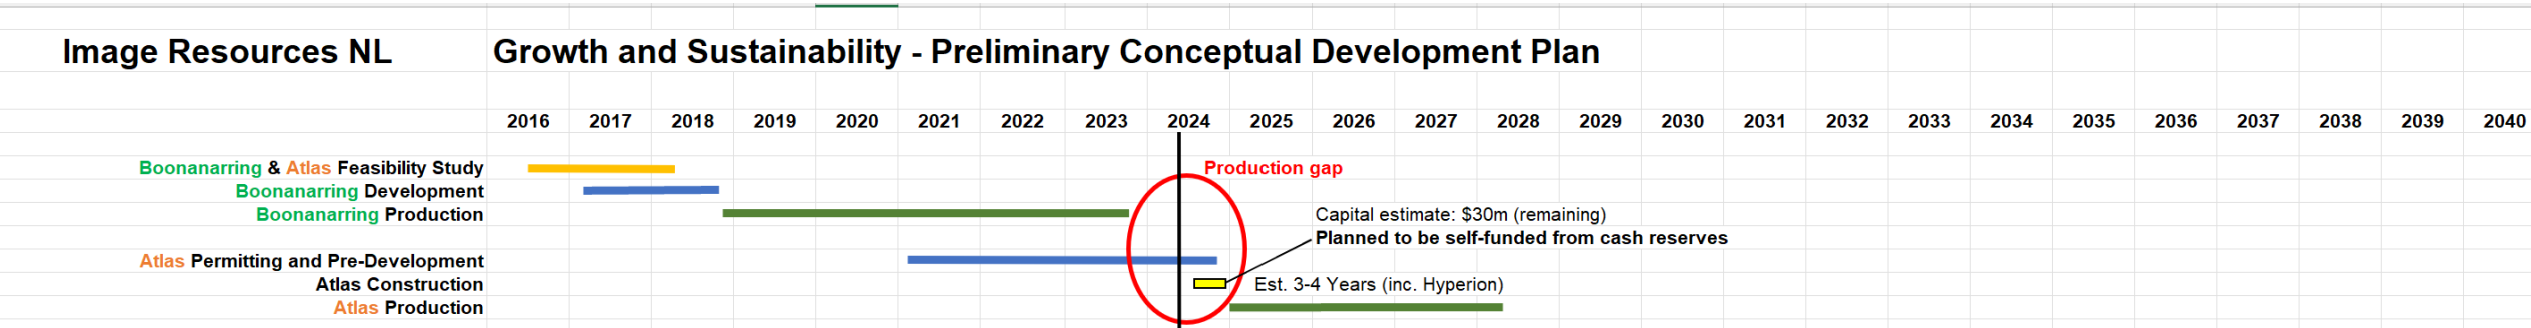 Image Resources NL Growth and Sustainability - Preliminary Conceptual Development Plan
2016 2017 2018 2019 2020 2021 2022 2023 2024 2025 2026 2027 2028 2029 2030 2031 2032 2033 2034 2035 2036 2037 2038 2039 2040
Boonanarring & Atlas Feasibility Study
Production gap
Boonanarring Development
Boonanarring Production
Capital estimate: $30m (remaining)
Planned to be self-funded from cash reserves
Atlas Permitting and Pre-Development
Atlas Construction
Est. 3-4 Years (inc. Hyperion)
Atlas Production